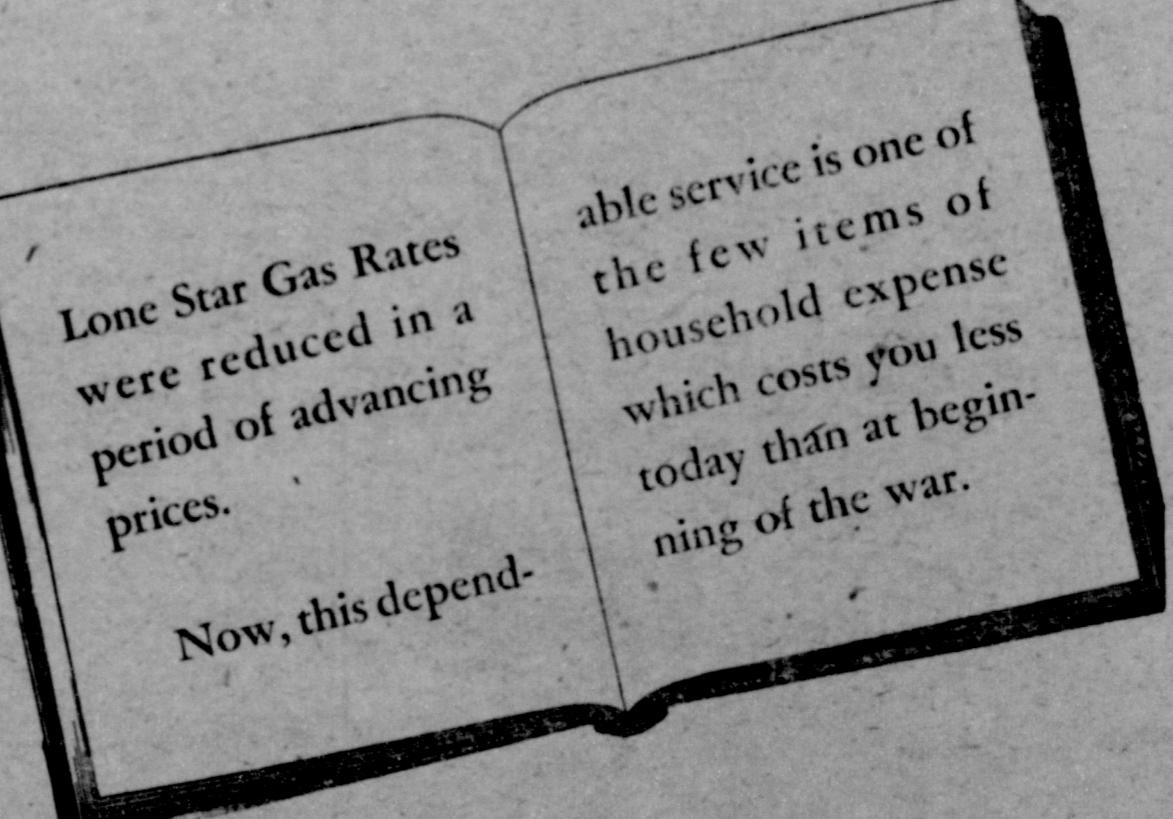 Lone Star Gas Rates
were reduced in a
period of advancing
prices.
Now, this depend-
able service is one of
the few items of
household expense
which costs you less
today than at begin-
ning of the war.